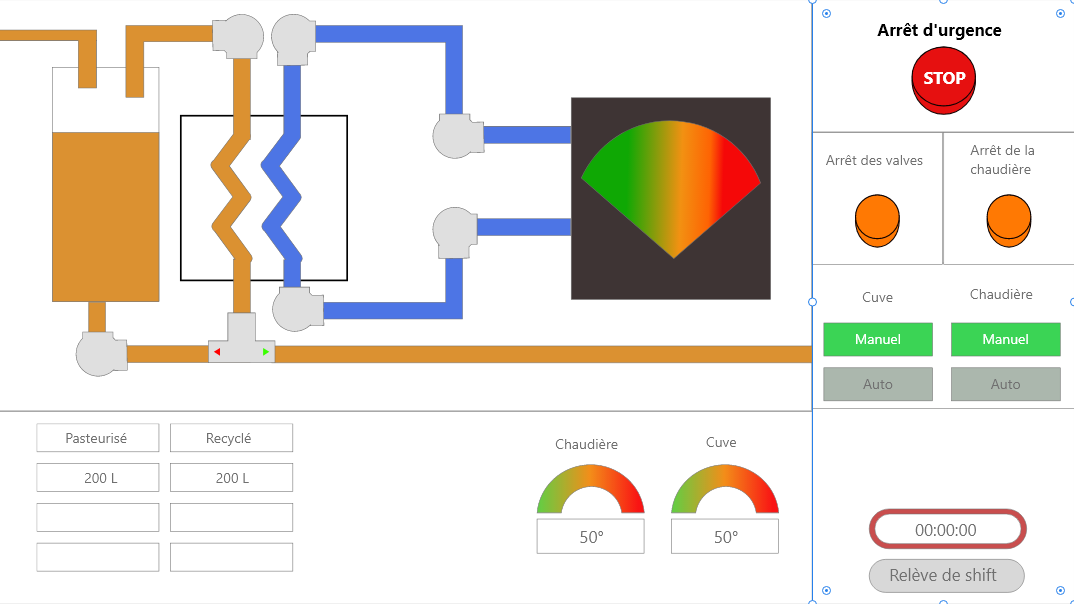 Arrêt d'urgence
STOP
Arrêt des valves
Arrêt de la
chaudière
Cuve
Chaudière
Manuel
Manuel
Auto
Auto
Pasteurisé
Recyclé
200 L
200 L
Chaudière
Cuve
50°
50°
00:00:00
Relève de shift